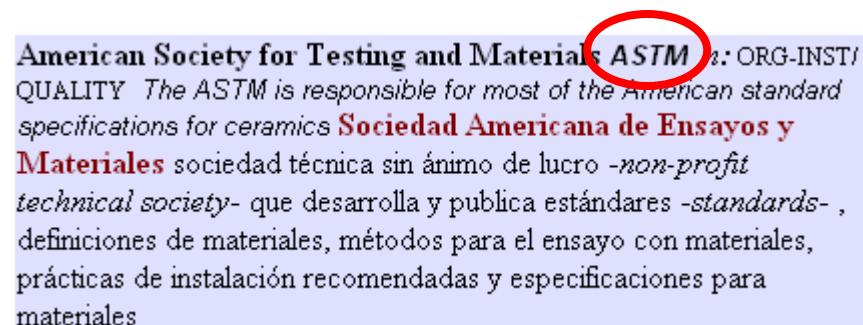 American Society for Testing and Materials ASTM n: ORG-INST/
QUALITY The ASTM is responsible for most of the American standard
specifications for ceramics Sociedad Americana de Ensayos y
Materiales sociedad técnica sin ánimo de lucro -non-profit
technical society- que desarrolla y publica estándares -standards- ,
definiciones de materiales, métodos para el ensayo con materiales,
prácticas de instalación recomendadas y especificaciones para
materiales